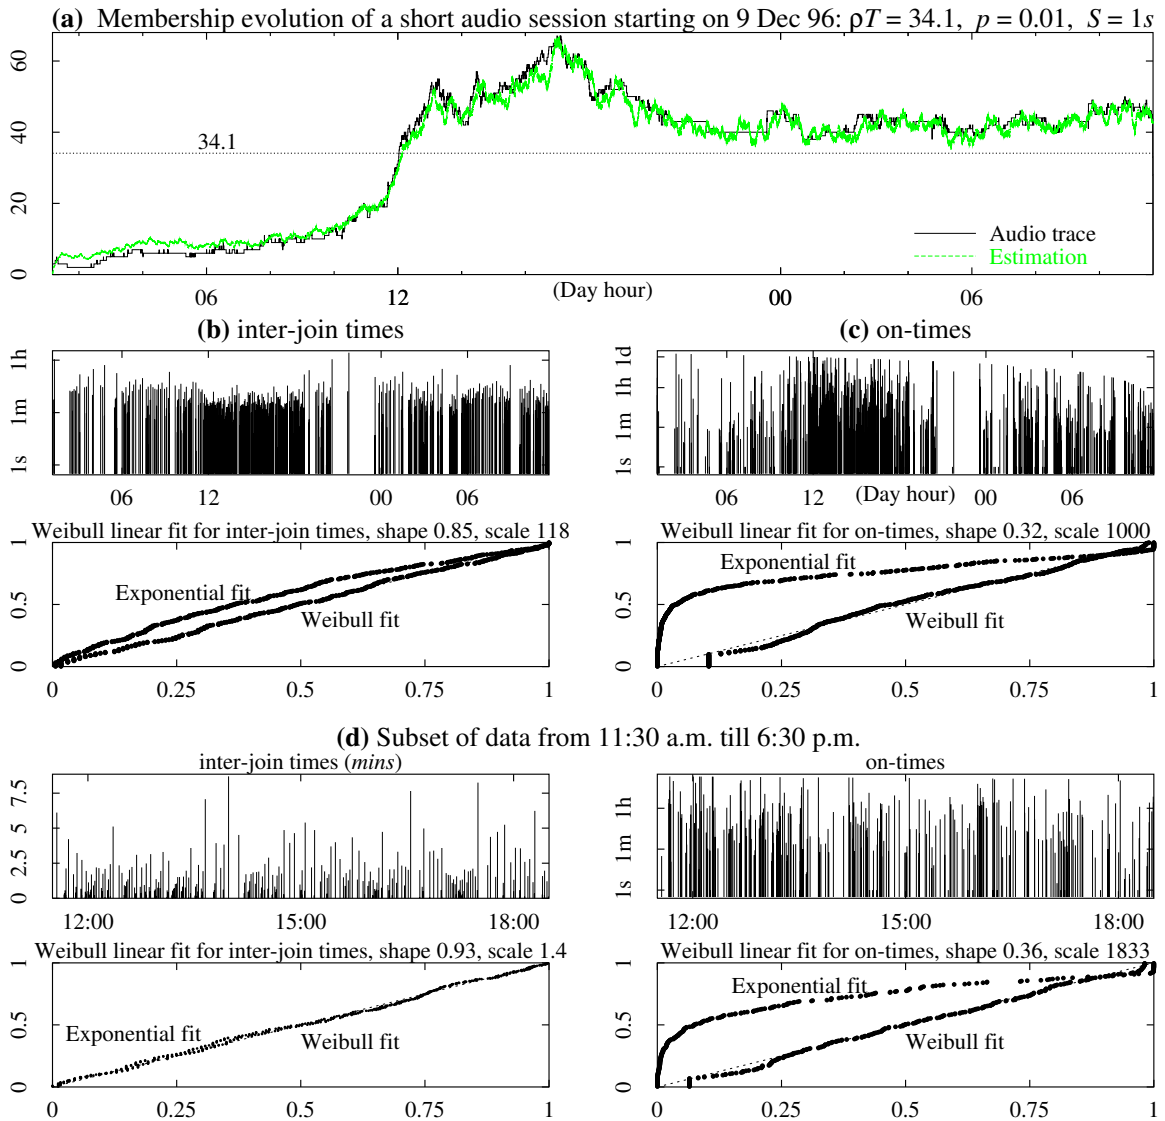 (a) Membership evolution of a short audio session starting on 9 Dec 96: ρT = 34.1, p = 0.01, S = 1s
60
40
20
0
34.1
Audio trace
Estimation
06 12 (Day hour) 00 06
(b) inter-join times
1h
1m
1s
06 12 00 06
(c) on-times
1d
1h
1m
1s
06 12 (Day hour) 00 06
Weibull linear fit for inter-join times, shape 0.85, scale 118
1
0.5
0
Exponential fit
Weibull fit
0 0.25 0.5 0.75 1
Weibull linear fit for on-times, shape 0.32, scale 1000
1
0.5
0
Exponential fit
Weibull fit
0 0.25 0.5 0.75 1
(d) Subset of data from 11:30 a.m. till 6:30 p.m.
inter-join times (mins)
7.5
5
2.5
0
12:00 15:00 18:00
on-times
1h
1m
1s
12:00 15:00 18:00
Weibull linear fit for inter-join times, shape 0.93, scale 1.4
1
0.5
0
Exponential fit
Weibull fit
0 0.25 0.5 0.75 1
Weibull linear fit for on-times, shape 0.36, scale 1833
1
0.5
0
Exponential fit
Weibull fit
0 0.25 0.5 0.75 1